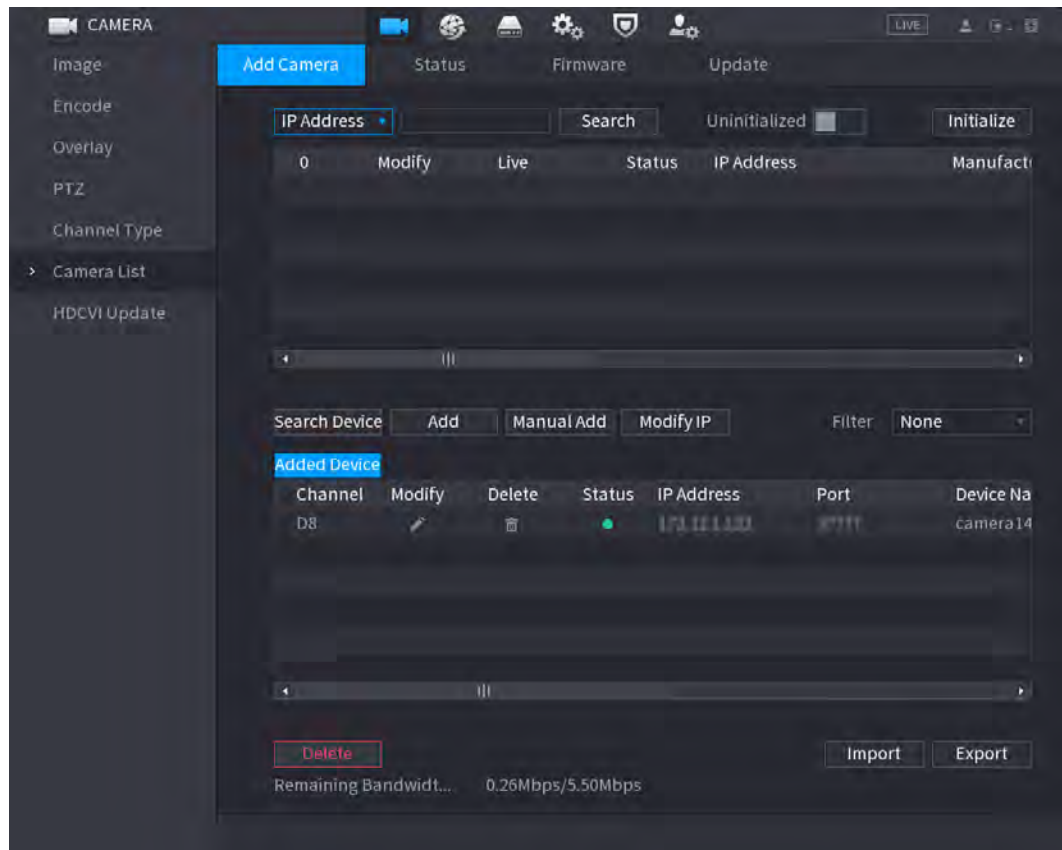 CAMERA LIVE
Image Add Camera Status Firmware Update
Encode
IP Address Search Uninitialized Initialize
Overlay
0 Modify Live Status IP Address Manufact
PTZ
Channel Type
Camera List
HDCVI Update
Search Device Add Manual Add Modify IP Filter None
Added Device
Channel Modify Delete Status IP Address Port Device Na
D8 camera14
Delete Import Export
Remaining Bandwidt... 0.26Mbps/5.50Mbps